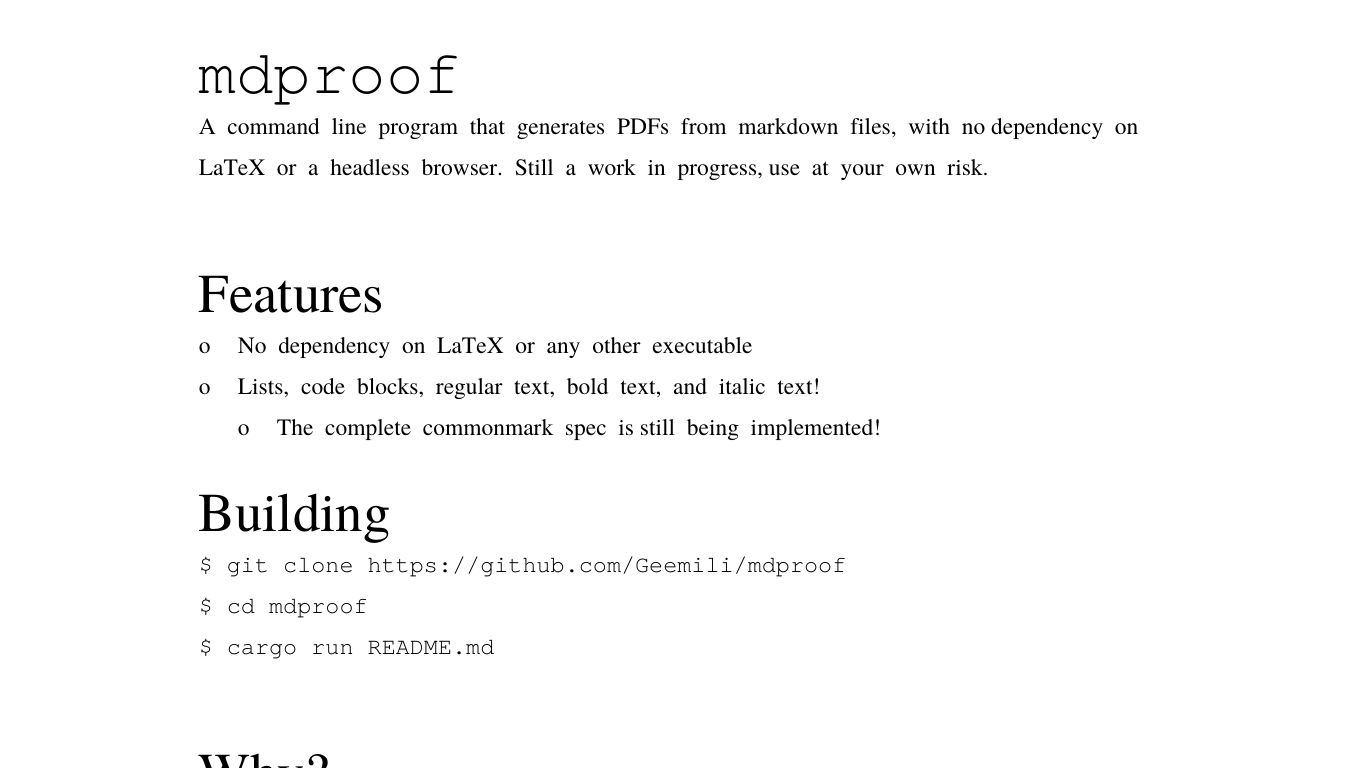 mdproof
A command line program that generates PDFs from markdown files, with no dependency on
LaTeX or a headless browser. Still a work in progress, use at your own risk.
Features
o No dependency on LaTeX or any other executable
o Lists, code blocks, regular text, bold text, and italic text!
o The complete commonmark spec is still being implemented!
Building
$ git clone https://github.com/Geemili/mdproof
$ cd mdproof
$ cargo run README.md
Why?